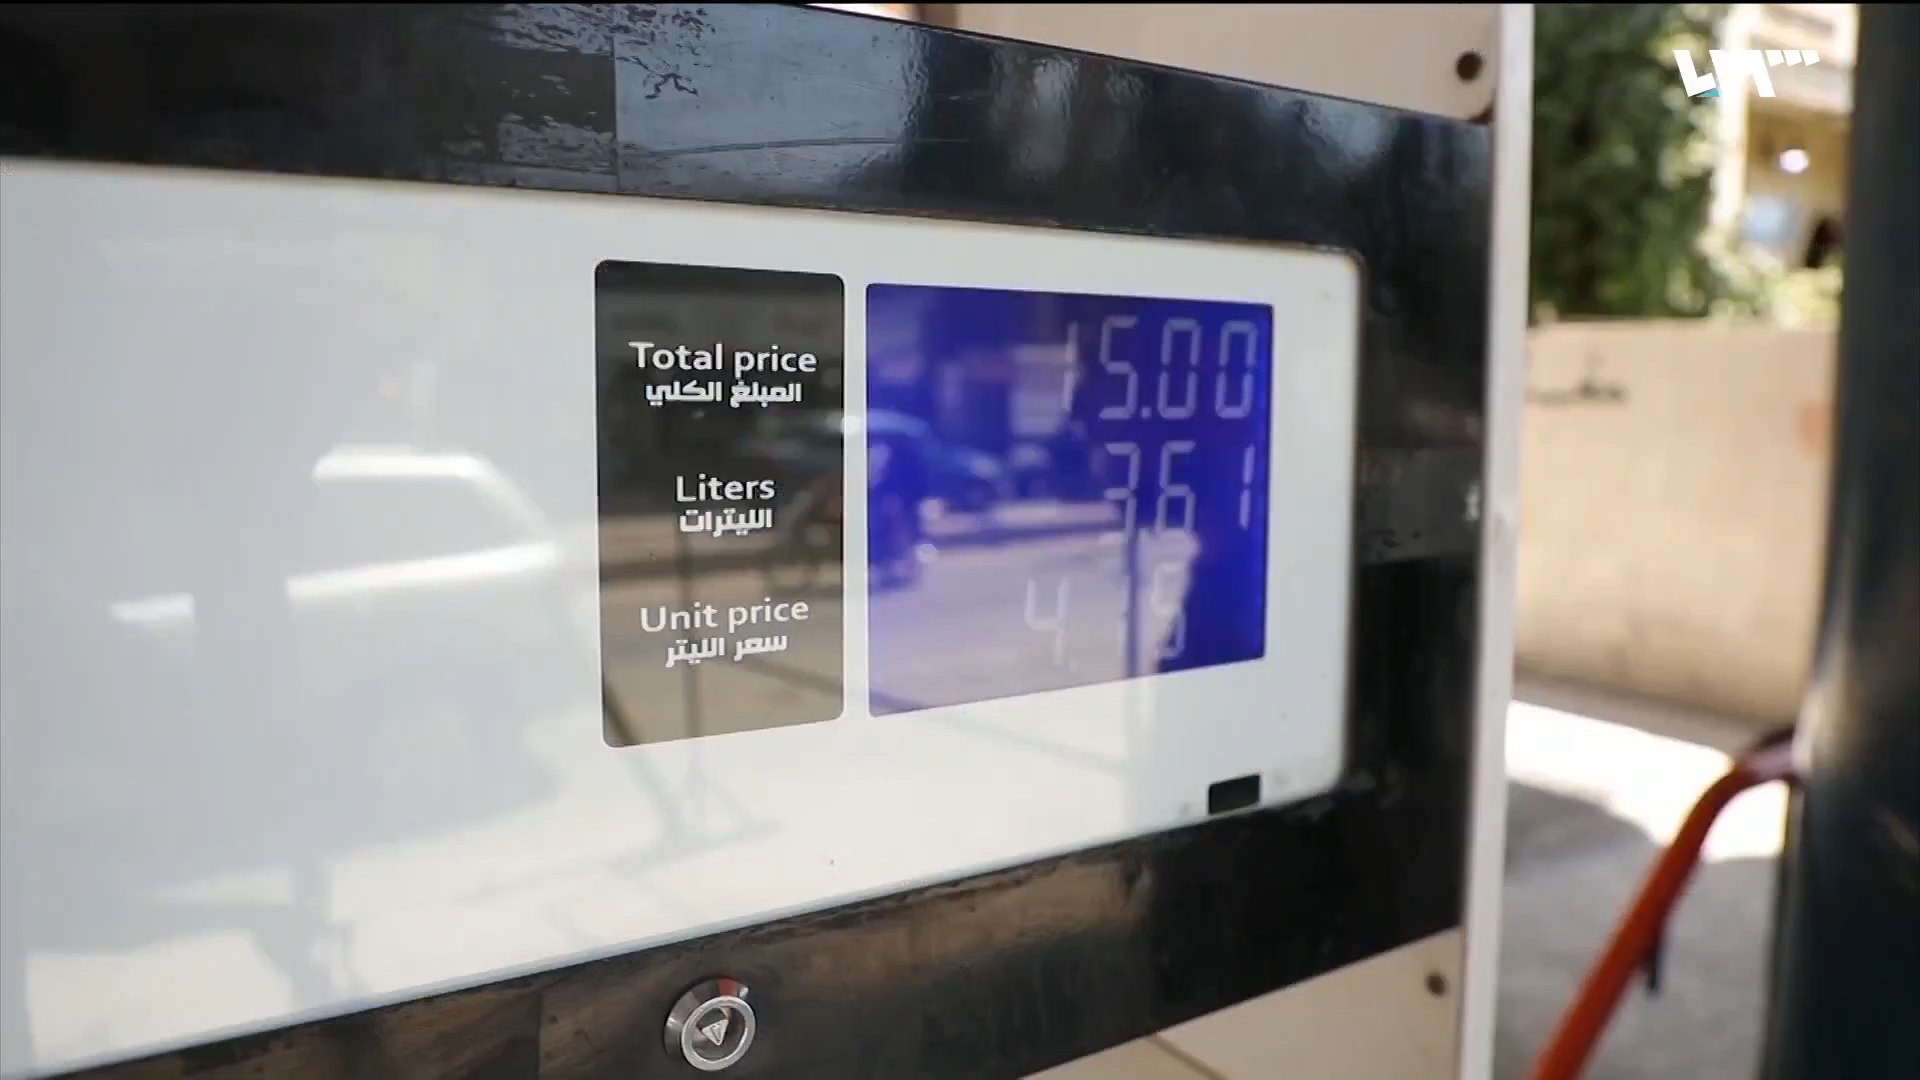 Total price
المبلغ الكلي
15.00
Liters
الليترات
3.61
Unit price
سعر الليتر